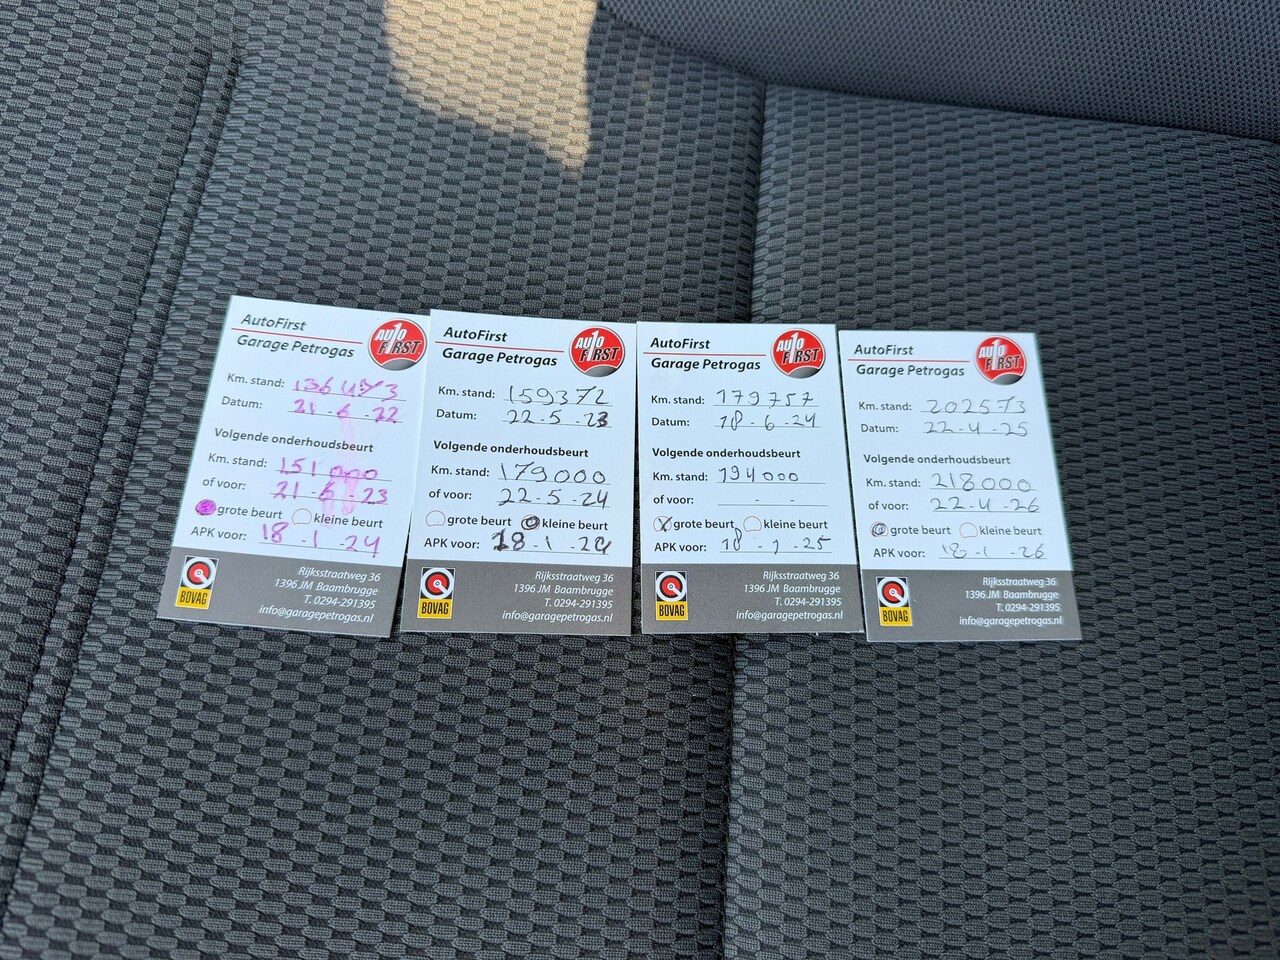 AutoFirst
Garage Petrogas
AUTO FIRST
Km. stand:
Datum: 21-6-22
Volgende onderhoudsbeurt
Km. stand: 151000
of voor: 21-6-23
grote beurt kleine beurt
APK voor: 18-1-24
BOVAG
Rijksstraatweg 36
1396 JM Baambrugge
T. 0294-291395
info@garagepetrogas.nl
AutoFirst
Garage Petrogas
AUTO FIRST
Km. stand: 159372
Datum: 22-5-23
Volgende onderhoudsbeurt
Km. stand: 179000
of voor: 22-5-24
grote beurt kleine beurt
APK voor: 18-1-24
BOVAG
Rijksstraatweg 36
1396 JM Baambrugge
T. 0294-291395
info@garagepetrogas.nl
AutoFirst
Garage Petrogas
AUTO FIRST
Km. stand: 179757
Datum: 18-6-24
Volgende onderhoudsbeurt
Km. stand: 194000
of voor: - -
grote beurt kleine beurt
APK voor: 18-1-25
BOVAG
Rijksstraatweg 36
1396 JM Baambrugge
T. 0294-291395
info@garagepetrogas.nl
AutoFirst
Garage Petrogas
AUTO FIRST
Km. stand: 202573
Datum: 22-4-25
Volgende onderhoudsbeurt
Km. stand: 218000
of voor: 22-4-26
grote beurt kleine beurt
APK voor: 18-1-26
BOVAG
Rijksstraatweg 36
1396 JM Baambrugge
T. 0294-291395
info@garagepetrogas.nl